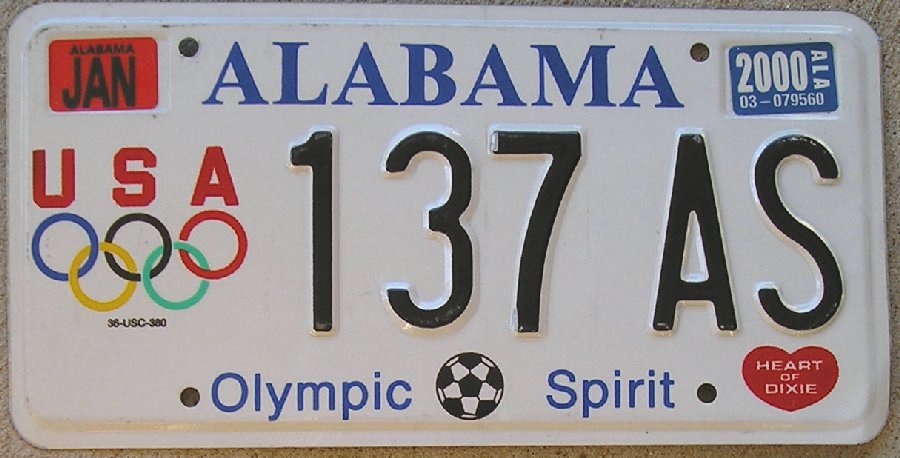 ALABAMA
JAN
ALABAMA
2000
ALA
03-079560
USA
137 AS
36-USC-380
Olympic Spirit
HEART
OF
DIXIE